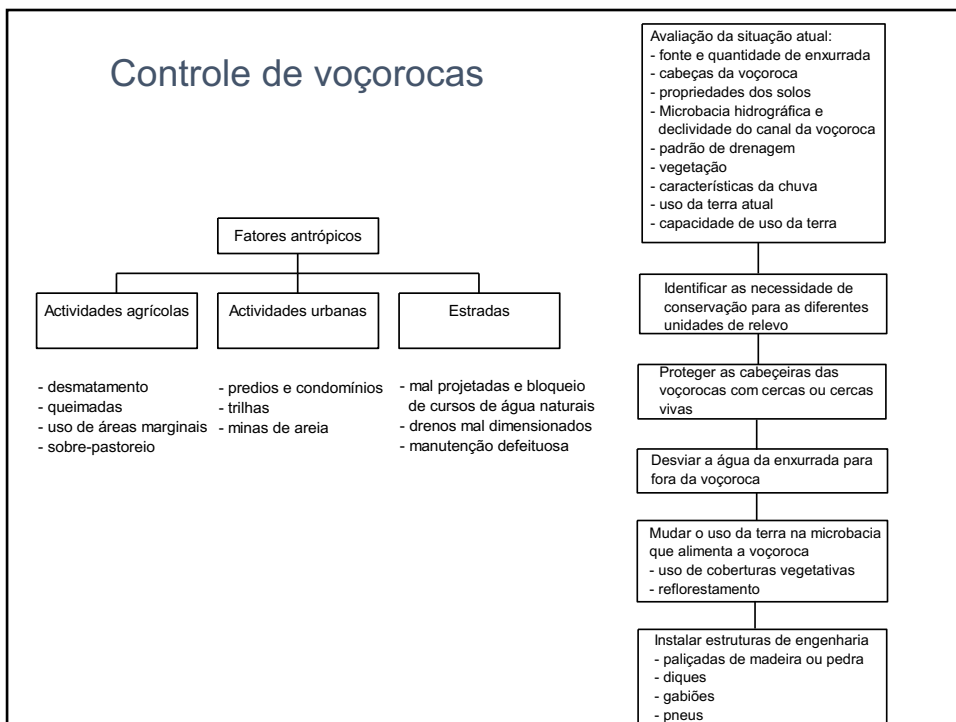 Controle de voçorocas
Fatores antrópicos
Actividades agrícolas
- desmatamento
- queimadas
- uso de áreas marginais
- sobre-pastoreio
Actividades urbanas
- predios e condomínios
- trilhas
- minas de areia
Estradas
- mal projetadas e bloqueio
de cursos de água naturais
- drenos mal dimensionados
- manutenção defeituosa
Avaliação da situação atual:
- fonte e quantidade de enxurrada
- cabeças da voçoroca
- propriedades dos solos
- Microbacia hidrográfica e
declividade do canal da voçoroca
- padrão de drenagem
- vegetação
- características da chuva
- uso da terra atual
- capacidade de uso da terra
Identificar as necessidade de
conservação para as diferentes
unidades de relevo
Proteger as cabeçeiras das
voçorocas com cercas ou cercas
vivas
Desviar a água da enxurrada para
fora da voçoroca
Mudar o uso da terra na microbacia
que alimenta a voçoroca
- uso de coberturas vegetativas
- reflorestamento
Instalar estruturas de engenharia
- paliçadas de madeira ou pedra
- diques
- gabiões
- pneus